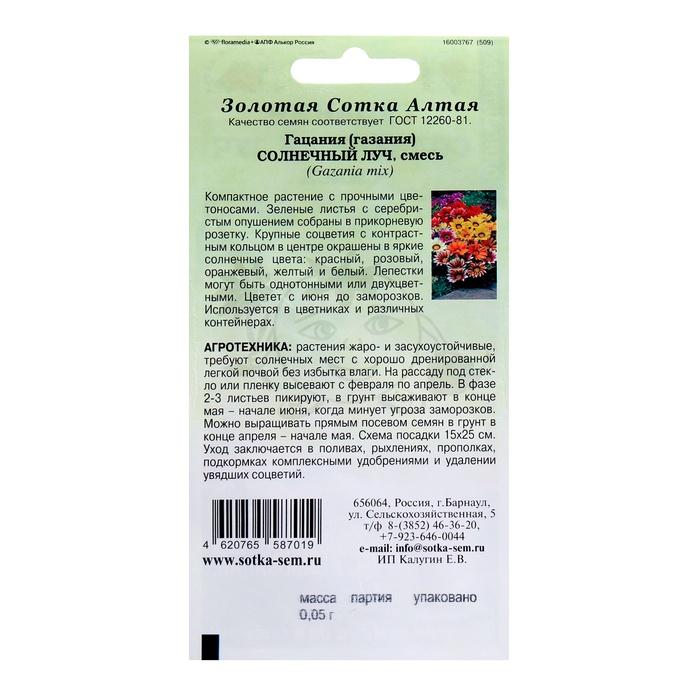 © floramedia + АПФ Алькор Россия
16003767 (509)
Золотая Сотка Алтая
Качество семян соответствует ГОСТ 12260-81.
Гацания (газания)
СОЛНЕЧНЫЙ ЛУЧ, смесь
(Gazania mix)
Компактное растение с прочными цве-
тоносами. Зеленые листья с серебри-
стым опушением собраны в прикорневую
розетку. Крупные соцветия с контраст-
ным кольцом в центре окрашены в яркие
солнечные цвета: красный, розовый,
оранжевый, желтый и белый. Лепестки
могут быть однотонными или двухцвет-
ными. Цветет с июня до заморозков.
Используется в цветниках и различных
контейнерах.
АГРОТЕХНИКА: растения жаро- и засухоустойчивые,
требуют солнечных мест с хорошо дренированной
легкой почвой без избытка влаги. На рассаду под стек-
ло или пленку высевают с февраля по апрель. В фазе
2-3 листьев пикируют, в грунт высаживают в конце
мая – начале июня, когда минует угроза заморозков.
Можно выращивать прямым посевом семян в грунт в
конце апреля – начале мая. Схема посадки 15х25 см.
Уход заключается в поливах, рыхлениях, прополках,
подкормках комплексными удобрениями и удалении
увядших соцветий.
4 620765 587019
www.sotka-sem.ru
656064, Россия, г.Барнаул,
ул. Сельскохозяйственная, 5
т/ф 8-(3852) 46-36-20,
+7-923-646-0044
e-mail: info@sotka-sem.ru
ИП Калугин Е.В.
масса партия упаковано
0,05 г